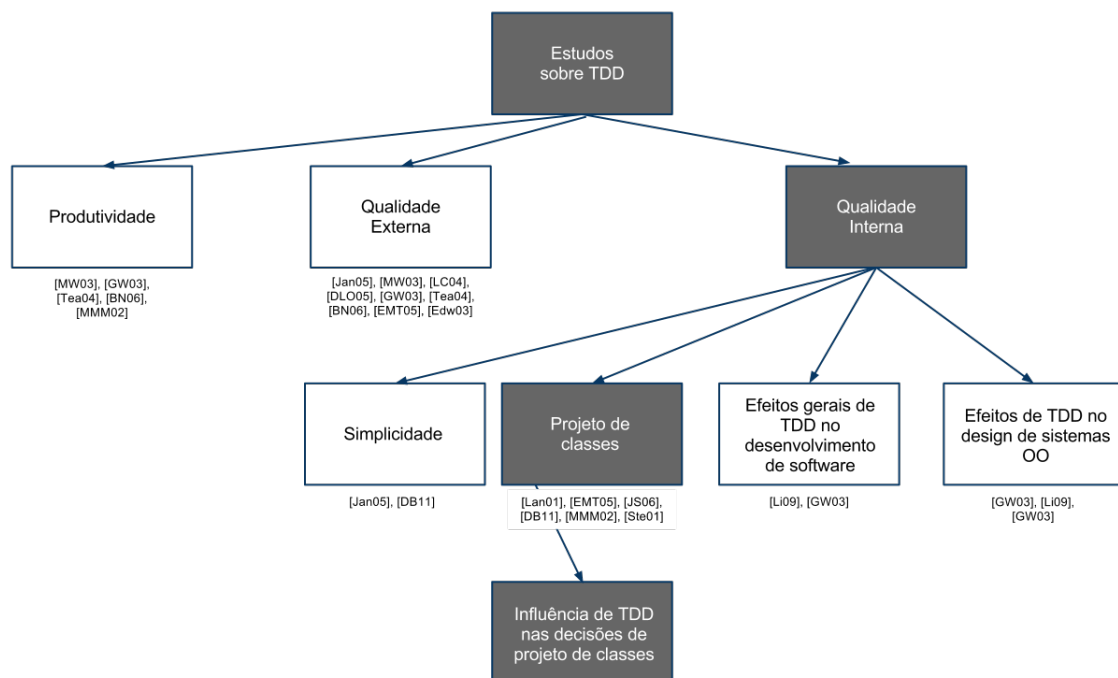 Estudos
sobre TDD
Produtividade
[MW03], [GW03],
[Tea04], [BN06],
[MMM02]
Qualidade
Externa
[Jan05], [MW03], [LC04],
[DLO05], [GW03], [Tea04],
[BN06], [EMT05], [Edw03]
Qualidade
Interna
Simplicidade
[Jan05], [DB11]
Projeto de
classes
[Lan01], [EMT05], [JS06],
[DB11], [MMM02], [Ste01]
Efeitos gerais de
TDD no
desenvolvimento
de software
[Li09], [GW03]
Efeitos de TDD no
design de sistemas
OO
[GW03], [Li09],
[GW03]
Influência de TDD
nas decisões de
projeto de classes